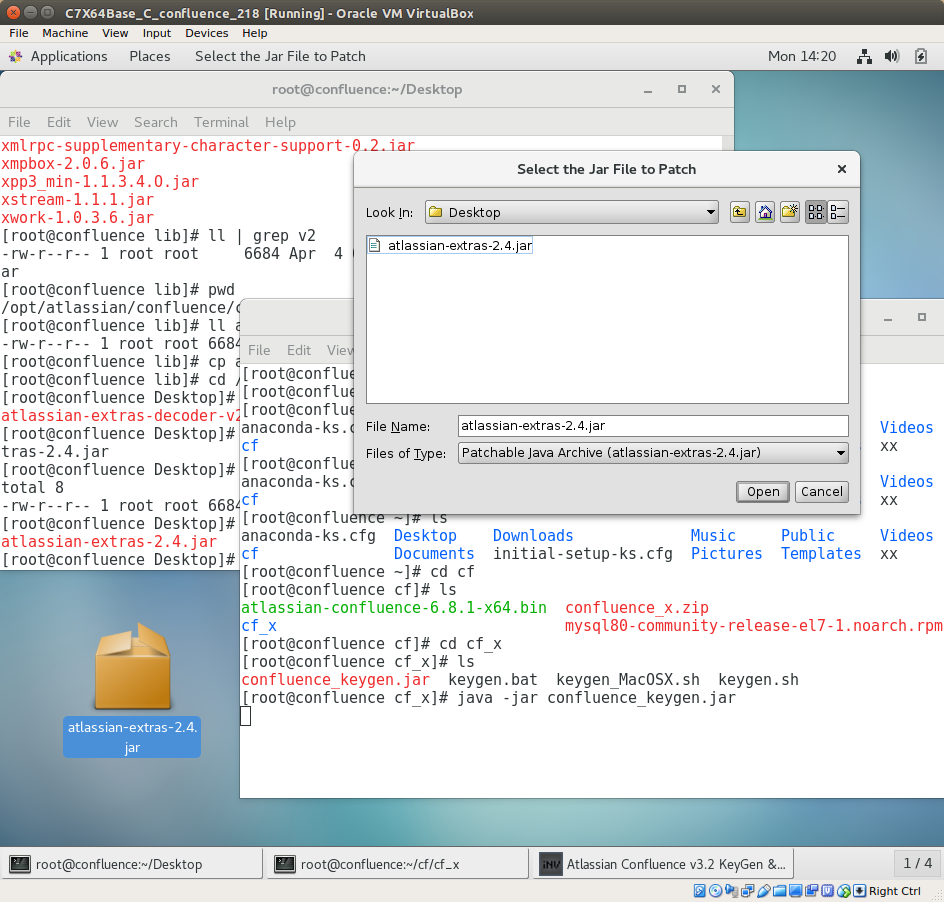 C7X64Base_C_confluence_218 [Running] - Oracle VM VirtualBox
File Machine View Input Devices Help
Applications Places Select the Jar File to Patch Mon 14:20
root@confluence:~/Desktop
File Edit View Search Terminal Help
xmlrpc-supplementary-character-support-0.2.jar
xmpbox-2.0.6.jar
xpp3_min-1.1.3.4.O.jar
xstream-1.1.1.jar
xwork-1.0.3.6.jar
[root@confluence lib]# ll | grep v2
-rw-r--r-- 1 root root 6684 Apr 4
ar
[root@confluence lib]# pwd
/opt/atlassian/confluence/
[root@confluence lib]# ll
-rw-r--r-- 1 root root 6684
[root@confluence lib]# cp
[root@confluence lib]# cd /
[root@confluence Desktop]#
atlassian-extras-decoder-v2
[root@confluence Desktop]#
tras-2.4.jar
[root@confluence Desktop]#
total 8
-rw-r--r-- 1 root root 6684
[root@confluence Desktop]#
atlassian-extras-2.4.jar
[root@confluence Desktop]#
Select the Jar File to Patch
Look In: Desktop
atlassian-extras-2.4.jar
File Name: atlassian-extras-2.4.jar
Files of Type: Patchable Java Archive (atlassian-extras-2.4.jar)
Open Cancel
File Edit View
[root@conflue
[root@conflue
[root@conflue
anaconda-ks.c Videos
cf xx
[root@conflue
anaconda-ks.c Videos
cf xx
[root@confluence ~]# ls
anaconda-ks.cfg Desktop Downloads Music Public Videos
cf Documents initial-setup-ks.cfg Pictures Templates xx
[root@confluence ~]# cd cf
[root@confluence cf]# ls
atlassian-confluence-6.8.1-x64.bin confluence_x.zip
cf_x mysql80-community-release-el7-1.noarch.rpm
[root@confluence cf]# cd cf_x
[root@confluence cf_x]# ls
confluence_keygen.jar keygen.bat keygen_MacOSX.sh keygen.sh
[root@confluence cf_x]# java -jar confluence_keygen.jar
atlassian-extras-2.4.
jar
root@confluence:~/Desktop root@confluence:~/cf/cf_x iNV Atlassian Confluence v3.2 KeyGen &... 1 / 4
Right Ctrl